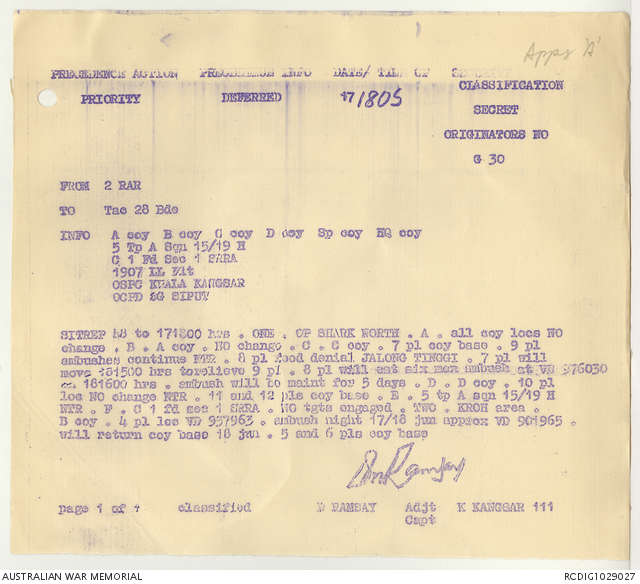 Appx 'A'
PRECEDENCE ACTION PRECEDENCE INFO DATE/ TIME OF
CLASSIFICATION
PRIORITY DEFERRED 171805
SECRET
ORIGINATORS NO
G 30
FROM 2 RAR
TO Tac 28 Bde
INFO A coy B coy C coy D coy Sp coy HQ coy
5 Tp A Sqn 15/19 H
C 1 Fd Sec 1 SRRA
1907 LL Flt
OSPC KUALA KANGSAR
OCPD SG SIPUT
SITREP to 171800 hrs . ONE . OP SHARK NORTH . A . all coy locs NO
change . B . A coy . NO change . C . C coy . 7 pl coy base . 9 pl
ambushes continue NTR . 8 pl food denial JALONG TINGGI . 7 pl will
move 181500 hrs torelieve 9 pl . 8 pl will est six man ambush at VD 976030
181600 hrs . ambush will to maint for 5 days . D . D coy . 10 pl
loc NO change NTR . 11 and 12 pls coy base . E . 5 tp A sqn 15/19 H
NTR . F . C 1 fd sec 1 SRRA . NO tgts engaged . TWO . KROH area .
B coy . 4 pl loc VD 937963 . ambush night 17/18 jun approx VD 901965 .
will return coy base 18 jun . 5 and 6 pls coy base
page 1 of classified RAMSAY Adjt K KANGSAR 111
Capt
AUSTRALIAN WAR MEMORIAL RCDIG1029027